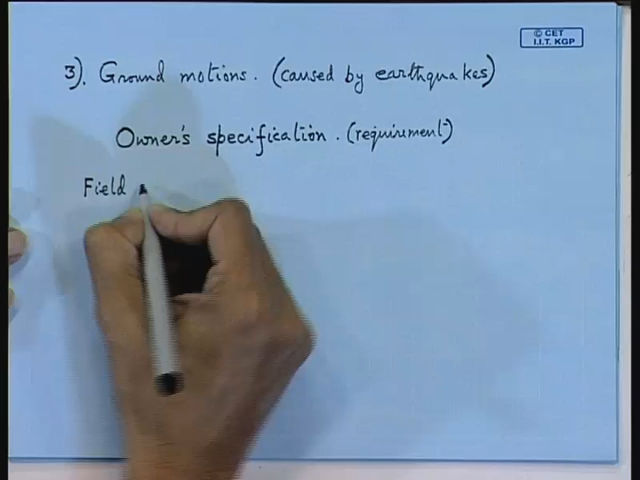 © CET
I.I.T. KGP
3). Ground motions. (caused by earthquakes)
Owner's specification. (requirement)
Field